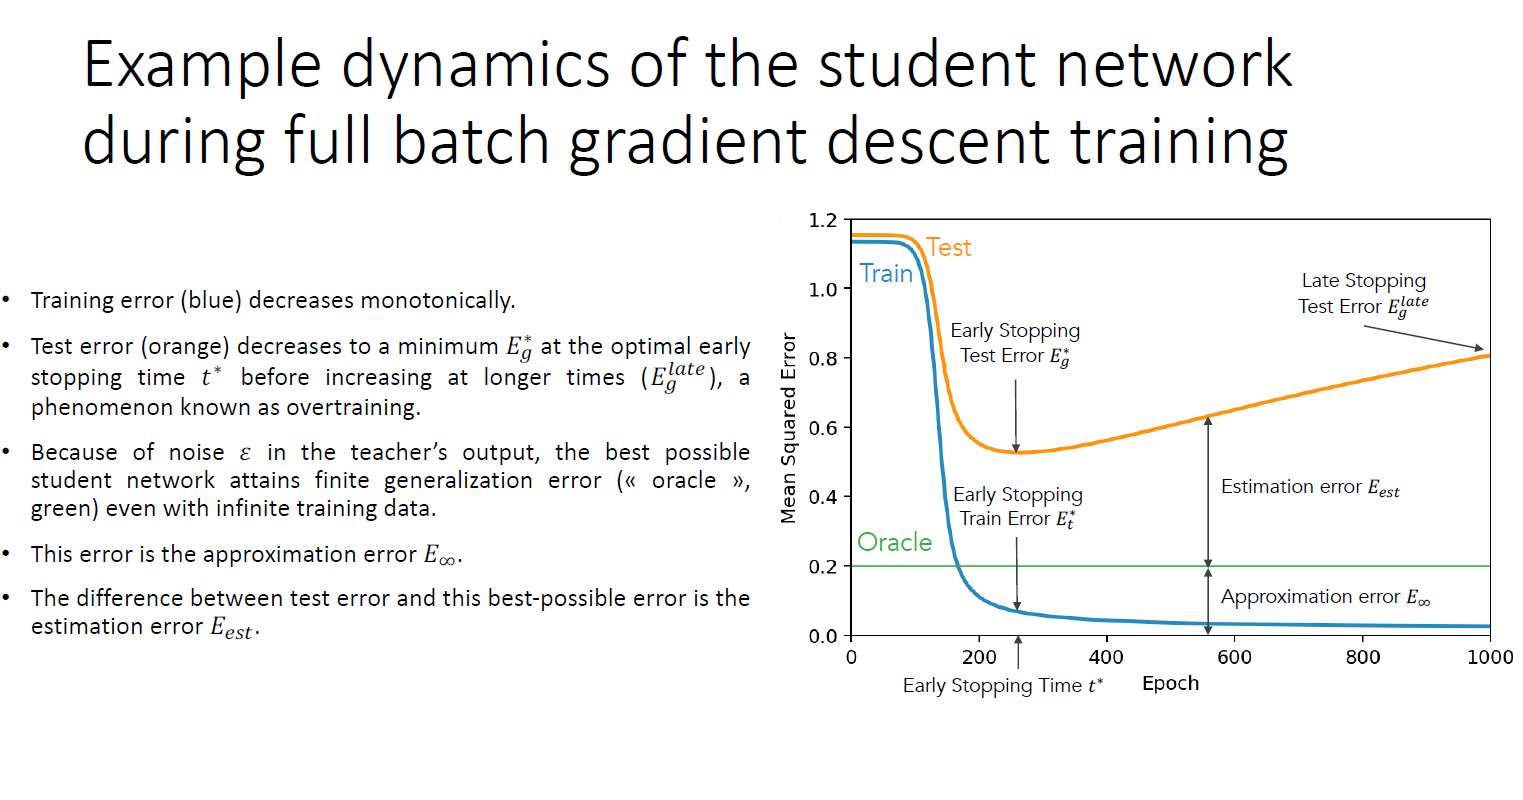 Example dynamics of the student network
during full batch gradient descent training
• Training error (blue) decreases monotonically.
• Test error (orange) decreases to a minimum E_g^* at the optimal early
stopping time t^* before increasing at longer times (E_g^{late}), a
phenomenon known as overtraining.
• Because of noise ε in the teacher's output, the best possible
student network attains finite generalization error (« oracle »,
green) even with infinite training data.
• This error is the approximation error E_∞.
• The difference between test error and this best-possible error is the
estimation error E_{est}.
Mean Squared Error
1.2
1.0
0.8
0.6
0.4
0.2
0.0
Test
Train
Late Stopping
Test Error E_g^{late}
Early Stopping
Test Error E_g^*
Early Stopping
Train Error E_t^*
Estimation error E_{est}
Oracle
Approximation error E_∞
0 200 400 600 800 1000
Early Stopping Time t^*
Epoch